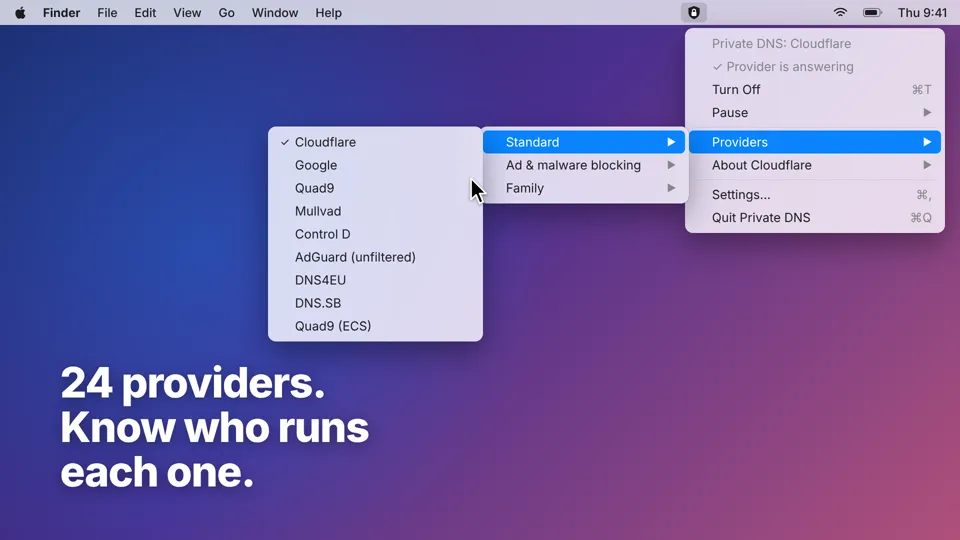 Finder File Edit View Go Window Help Thu 9:41
Private DNS: Cloudflare
✓ Provider is answering
Turn Off ⌘T
Pause
Providers
About Cloudflare
Settings... ⌘,
Quit Private DNS ⌘Q
Standard
Ad & malware blocking
Family
✓ Cloudflare
Google
Quad9
Mullvad
Control D
AdGuard (unfiltered)
DNS4EU
DNS.SB
Quad9 (ECS)
24 providers.
Know who runs
each one.